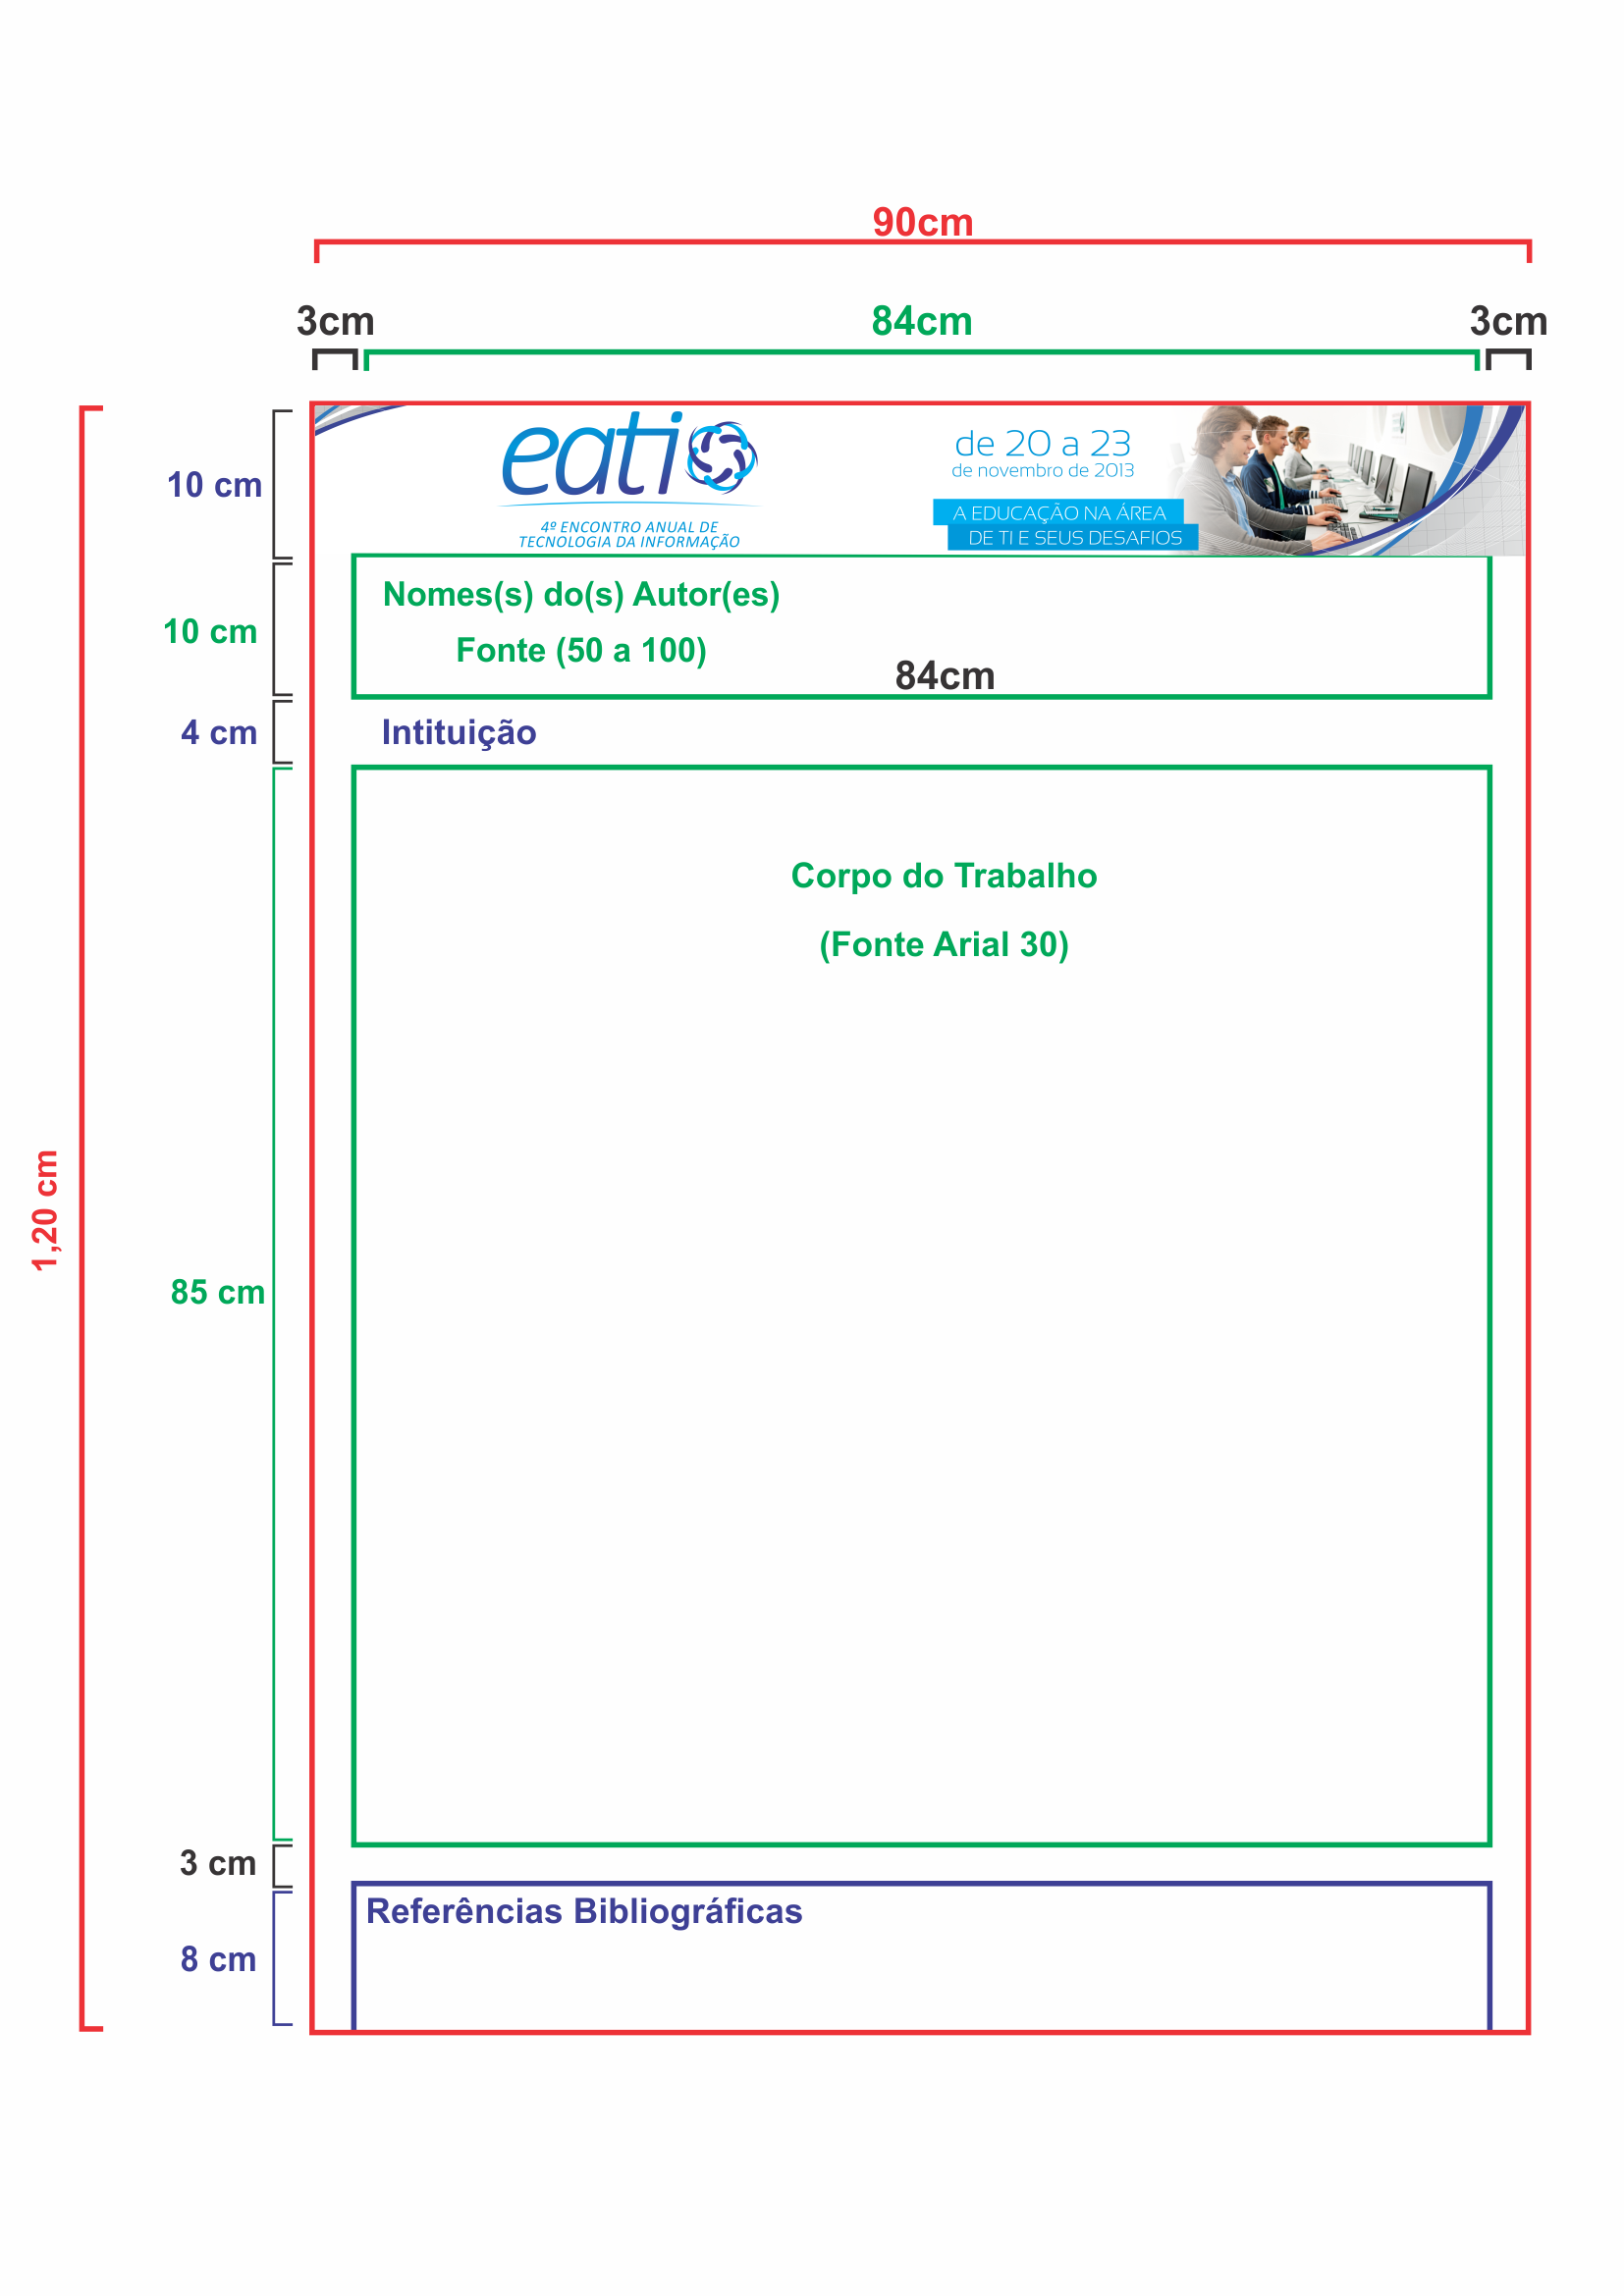 90cm
3cm
84cm
3cm
eati
de 20 a 23
de novembro de 2013
10 cm
A EDUCAÇÃO NA ÁREA
DE TI E SEUS DESAFIOS
4º ENCONTRO ANUAL DE
TECNOLOGIA DA INFORMAÇÃO
Nomes(s) do(s) Autor(es)
10 cm
Fonte (50 a 100)
84cm
4 cm
Intituição
Corpo do Trabalho
(Fonte Arial 30)
1,20 cm
85 cm
3 cm
Referências Bibliográficas
8 cm